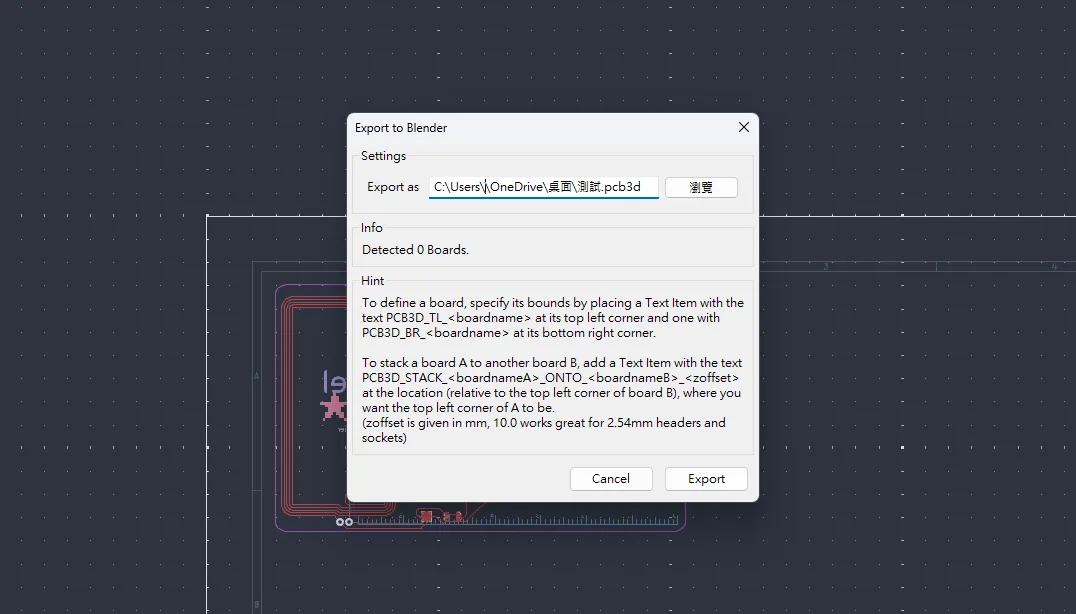 Export to Blender
Settings
Export as C:\Users\\OneDrive\桌面\測試.pcb3d 瀏覽
Info
Detected 0 Boards.
Hint
To define a board, specify its bounds by placing a Text Item with the
text PCB3D_TL_<boardname> at its top left corner and one with
PCB3D_BR_<boardname> at its bottom right corner.
To stack a board A to another board B, add a Text Item with the text
PCB3D_STACK_<boardnameA>_ONTO_<boardnameB>_<zoffset>
at the location (relative to the top left corner of board B), where you
want the top left corner of A to be.
(zoffset is given in mm, 10.0 works great for 2.54mm headers and
sockets)
Cancel Export
3 4
A
B